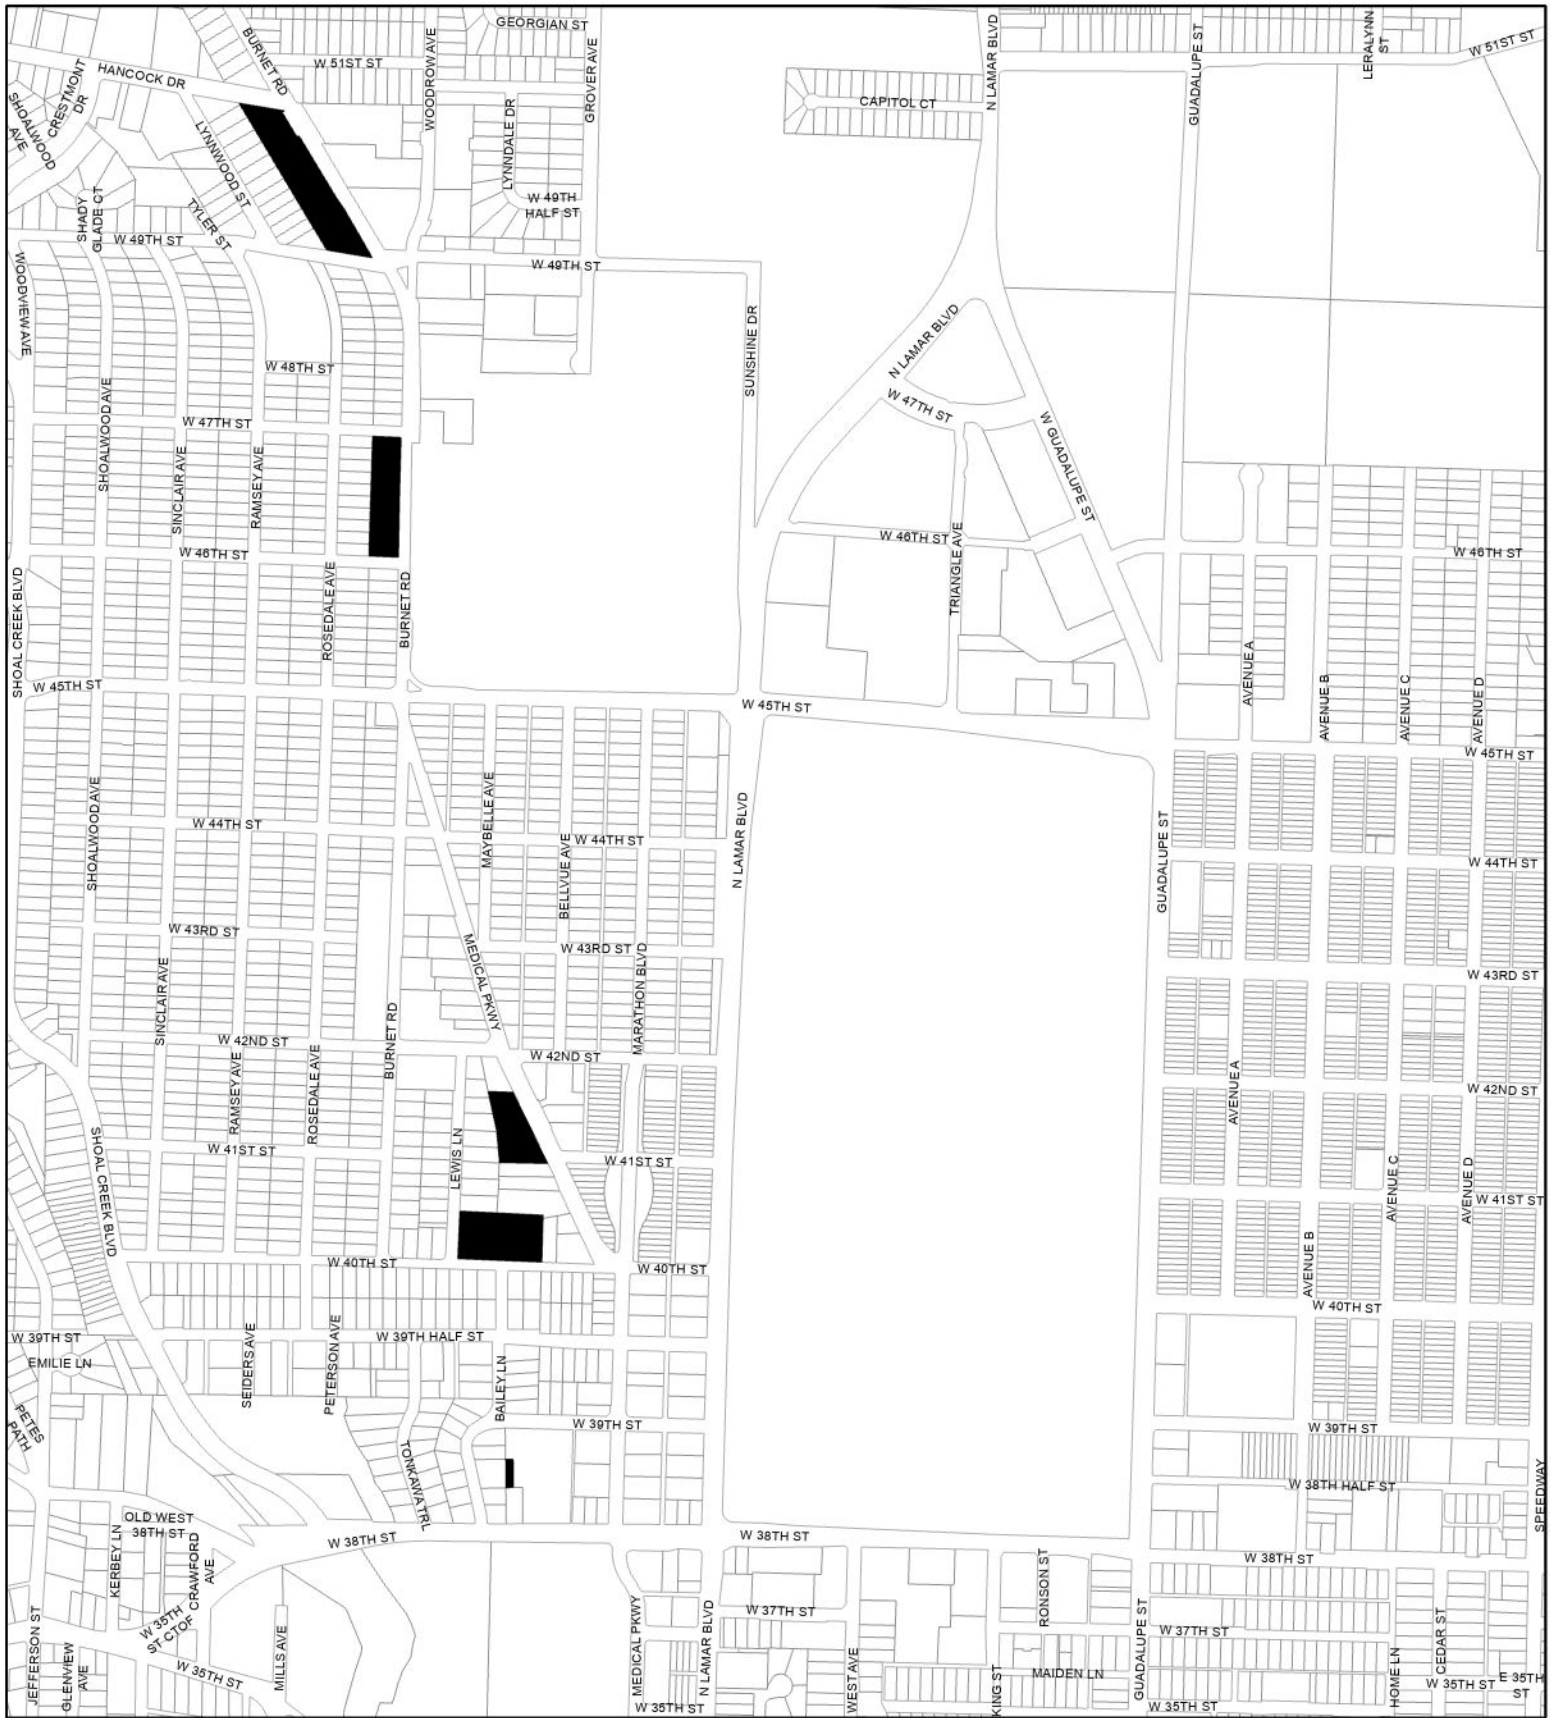 GEORGIAN ST
BURNET RD
WOODROW AVE
GROVER AVE
N LAMAR BLVD
GUADALUPE ST
LERALYNN
ST
W 51ST ST
W 51ST ST
HANCOCK DR
CRESTMONT
DR
SHOALWOOD
AVE
LYNNWOOD ST
LYNNDALE DR
CAPITOL CT
W 49TH
HALF ST
SHADY
GLADE CT
TYLER ST
W 49TH ST
W 49TH ST
WOODVIEW AVE
SUNSHINE DR
N LAMAR BLVD
W 48TH ST
SHOALWOOD AVE
W 47TH ST
W 47TH ST
W GUADALUPE ST
SINCLAIR AVE
RAMSEY AVE
W 46TH ST
W 46TH ST
W 46TH ST
TRIANGLE AVE
SHOAL CREEK BLVD
ROSEDALE AVE
BURNET RD
AVENUE A
AVENUE B
AVENUE C
AVENUE D
W 45TH ST
W 45TH ST
W 45TH ST
SHOALWOOD AVE
MAYBELLE AVE
N LAMAR BLVD
GUADALUPE ST
W 44TH ST
W 44TH ST
W 44TH ST
BELLVUE AVE
W 43RD ST
W 43RD ST
W 43RD ST
MEDICAL PKWY
MARATHON BLVD
SINCLAIR AVE
BURNET RD
W 42ND ST
W 42ND ST
W 42ND ST
RAMSEY AVE
ROSEDALE AVE
AVENUE A
SHOAL CREEK BLVD
LEWIS LN
W 41ST ST
W 41ST ST
W 41ST ST
AVENUE C
AVENUE D
AVENUE B
W 40TH ST
W 40TH ST
W 40TH ST
W 39TH ST
EMILIE LN
SEIDERS AVE
PETERSON AVE
W 39TH HALF ST
BAILEY LN
PETES
PATH
W 39TH ST
W 39TH ST
TONKAWA TRL
W 38TH HALF ST
SPEEDWAY
OLD WEST
38TH ST
KERBEY LN
CRAWFORD
AVE
W 38TH ST
W 38TH ST
W 38TH ST
RONSON ST
JEFFERSON ST
GLENVIEW
AVE
W 35TH
ST CTOF
W 35TH ST
MILLS AVE
MEDICAL PKWY
N LAMAR BLVD
W 37TH ST
W 37TH ST
WEST AVE
KING ST
MAIDEN LN
GUADALUPE ST
HOME LN
CEDAR ST
W 35TH ST
W 35TH ST
W 35TH ST
E 35TH
ST